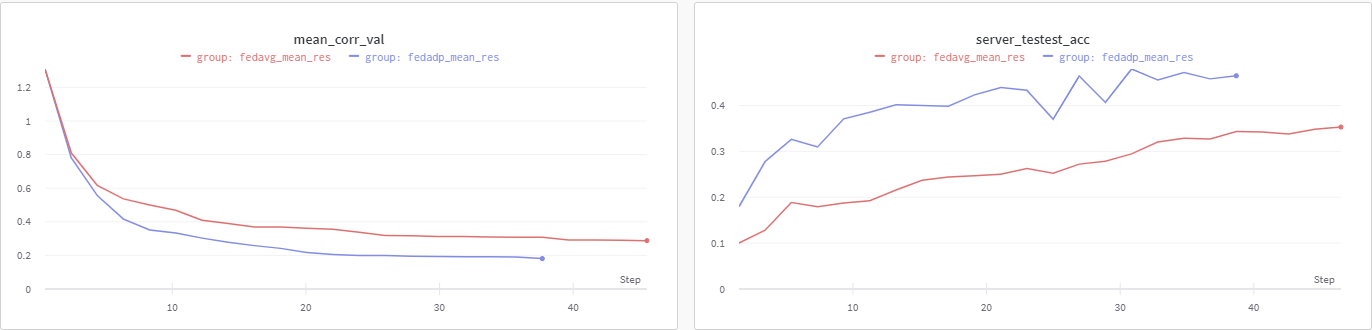 mean_corr_val
group: fedavg_mean_res group: fedadp_mean_res
1.2
1
0.8
0.6
0.4
0.2
0
Step
10 20 30 40
server_testest_acc
group: fedavg_mean_res group: fedadp_mean_res
0.4
0.3
0.2
0.1
0
Step
10 20 30 40